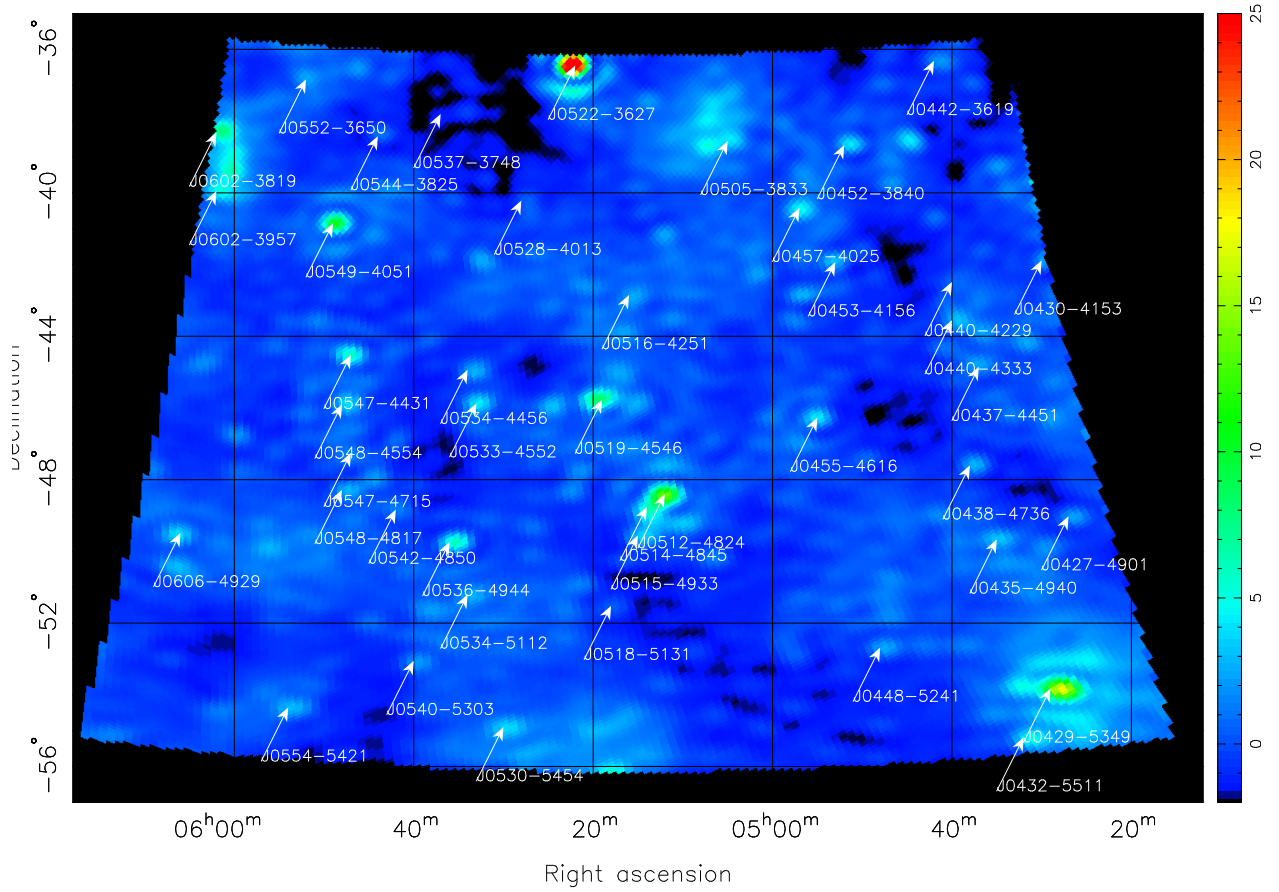 −36°
−40°
−44°
−48°
−52°
−56°
Declination
J0442−3619
J0522−3627
J0552−3650
J0537−3748
J0602−3819
J0544−3825
J0505−3833
J0452−3840
J0602−3957
J0528−4013
J0457−4025
J0549−4051
J0453−4156
J0430−4153
J0440−4229
J0516−4251
J0440−4333
J0547−4431
J0534−4456
J0437−4451
J0519−4546
J0533−4552
J0548−4554
J0455−4616
J0547−4715
J0438−4736
J0548−4817
J0512−4824
J0514−4845
J0542−4850
J0427−4901
J0606−4929
J0515−4933
J0536−4944
J0435−4940
J0534−5112
J0518−5131
J0448−5241
J0540−5303
J0429−5349
J0554−5421
J0530−5454
J0432−5511
25
20
15
10
5
0
06ʰ00ᵐ
40ᵐ
20ᵐ
05ʰ00ᵐ
40ᵐ
20ᵐ
Right ascension